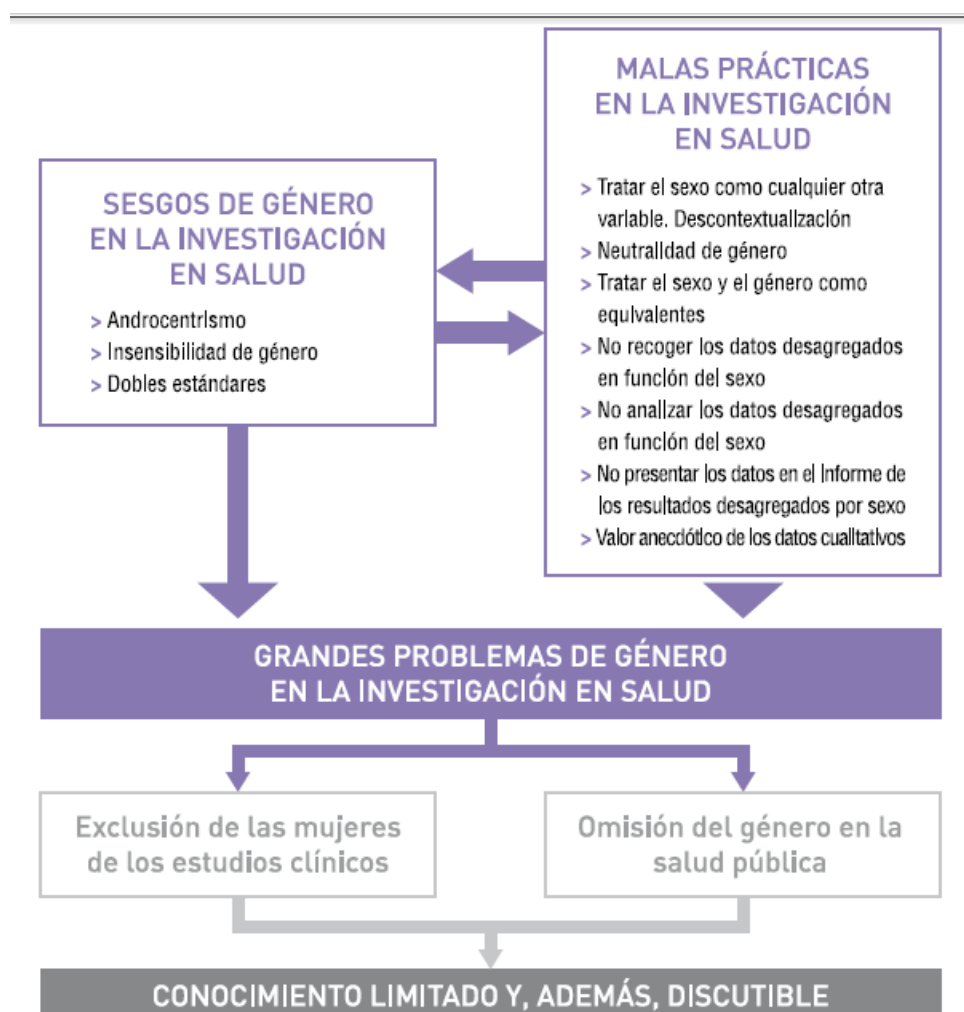 SESGOS DE GÉNERO
EN LA INVESTIGACIÓN
EN SALUD
> Androcentrismo
> Insensibilidad de género
> Dobles estándares
MALAS PRÁCTICAS
EN LA INVESTIGACIÓN
EN SALUD
> Tratar el sexo como cualquier otra
variable. Descontextualización
> Neutralidad de género
> Tratar el sexo y el género como
equivalentes
> No recoger los datos desagregados
en función del sexo
> No analizar los datos desagregados
en función del sexo
> No presentar los datos en el informe de
los resultados desagregados por sexo
> Valor anecdótico de los datos cualitativos
GRANDES PROBLEMAS DE GÉNERO
EN LA INVESTIGACIÓN EN SALUD
Exclusión de las mujeres
de los estudios clínicos
Omisión del género en la
salud pública
CONOCIMIENTO LIMITADO Y, ADEMÁS, DISCUTIBLE